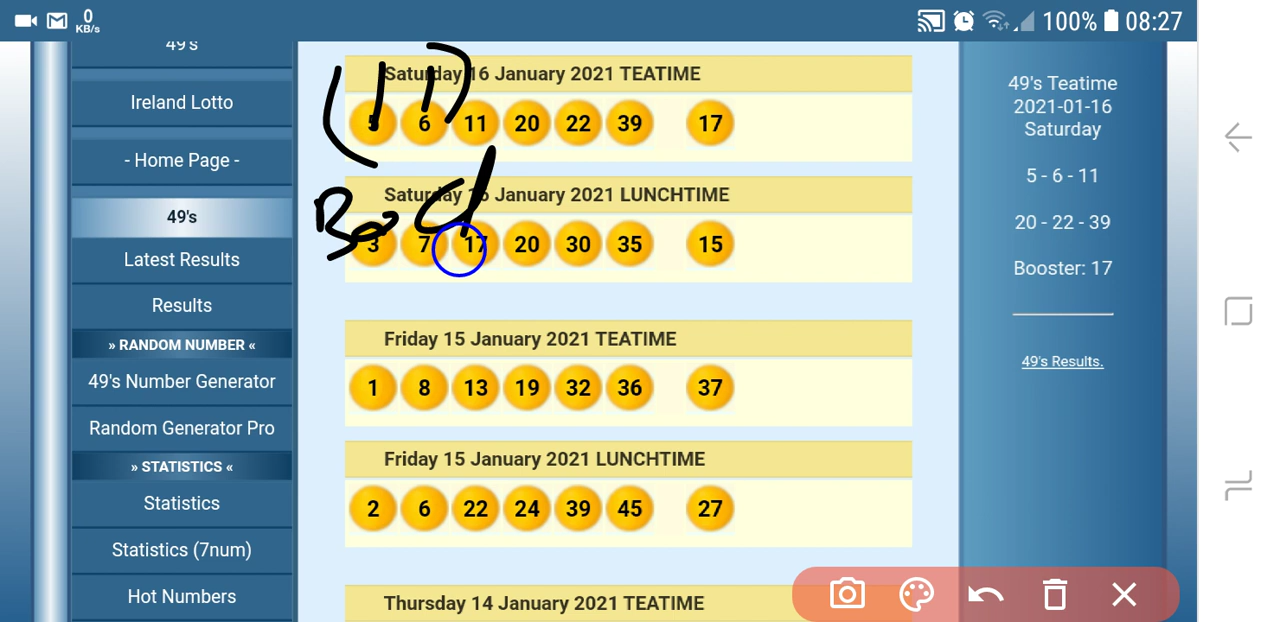 0
KB/s
100% 08:27
49's
Ireland Lotto
- Home Page -
49's
Latest Results
Results
» RANDOM NUMBER «
49's Number Generator
Random Generator Pro
» STATISTICS «
Statistics
Statistics (7num)
Hot Numbers
Saturday 16 January 2021 TEATIME
5 6 11 20 22 39 17
Saturday 16 January 2021 LUNCHTIME
3 7 17 20 30 35 15
Friday 15 January 2021 TEATIME
1 8 13 19 32 36 37
Friday 15 January 2021 LUNCHTIME
2 6 22 24 39 45 27
Thursday 14 January 2021 TEATIME
49's Teatime
2021-01-16
Saturday
5 - 6 - 11
20 - 22 - 39
Booster: 17
49's Results.